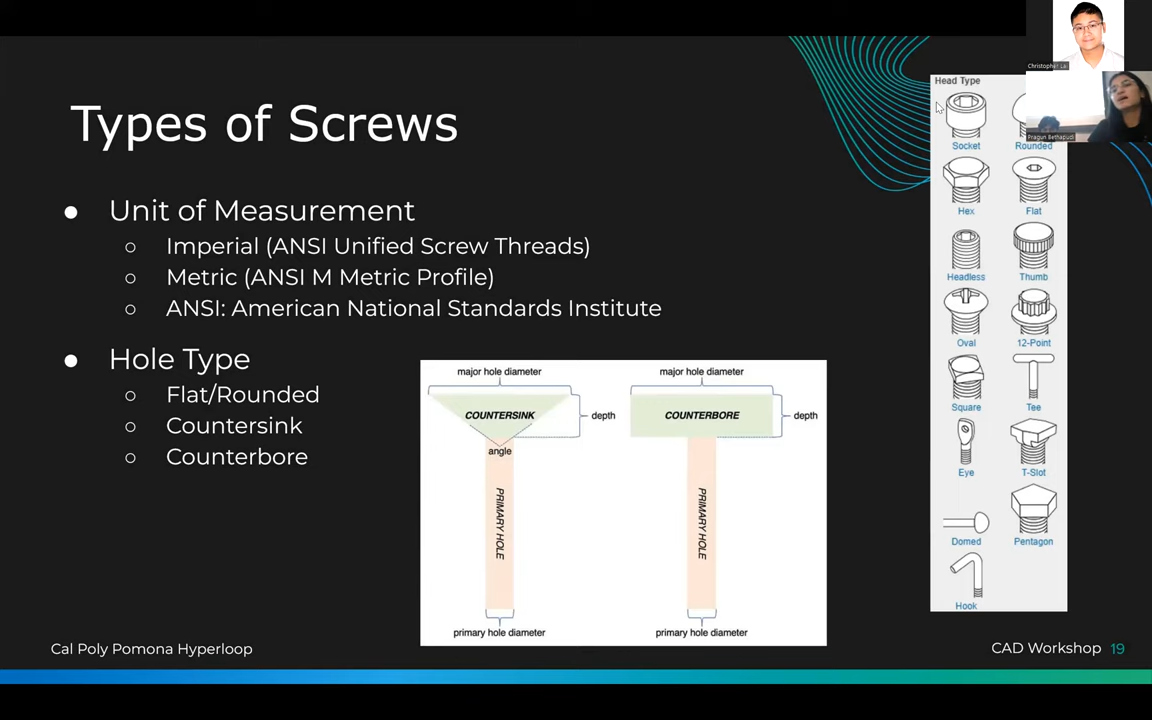 Types of Screws
● Unit of Measurement
○ Imperial (ANSI Unified Screw Threads)
○ Metric (ANSI M Metric Profile)
○ ANSI: American National Standards Institute
● Hole Type
○ Flat/Rounded
○ Countersink
○ Counterbore
major hole diameter
COUNTERSINK
depth
angle
PRIMARY HOLE
primary hole diameter
major hole diameter
COUNTERBORE
depth
PRIMARY HOLE
primary hole diameter
Head Type
Socket
Rounded
Hex
Flat
Headless
Thumb
Oval
12-Point
Square
Tee
Eye
T-Slot
Domed
Pentagon
Hook
Christopher
Pragun Bethapudi
Cal Poly Pomona Hyperloop
CAD Workshop 19